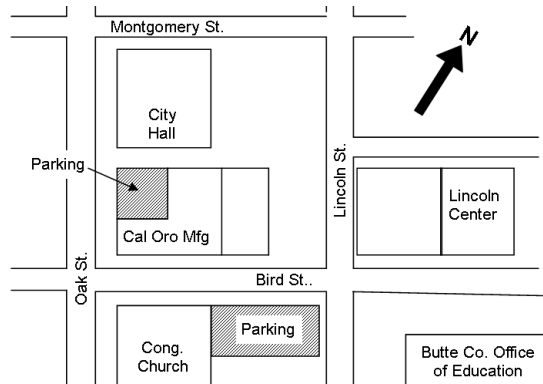 Montgomery St.
N
City
Hall
Parking
Lincoln St.
Lincoln
Center
Cal Oro Mfg
Oak St.
Bird St..
Parking
Cong.
Church
Butte Co. Office
of Education